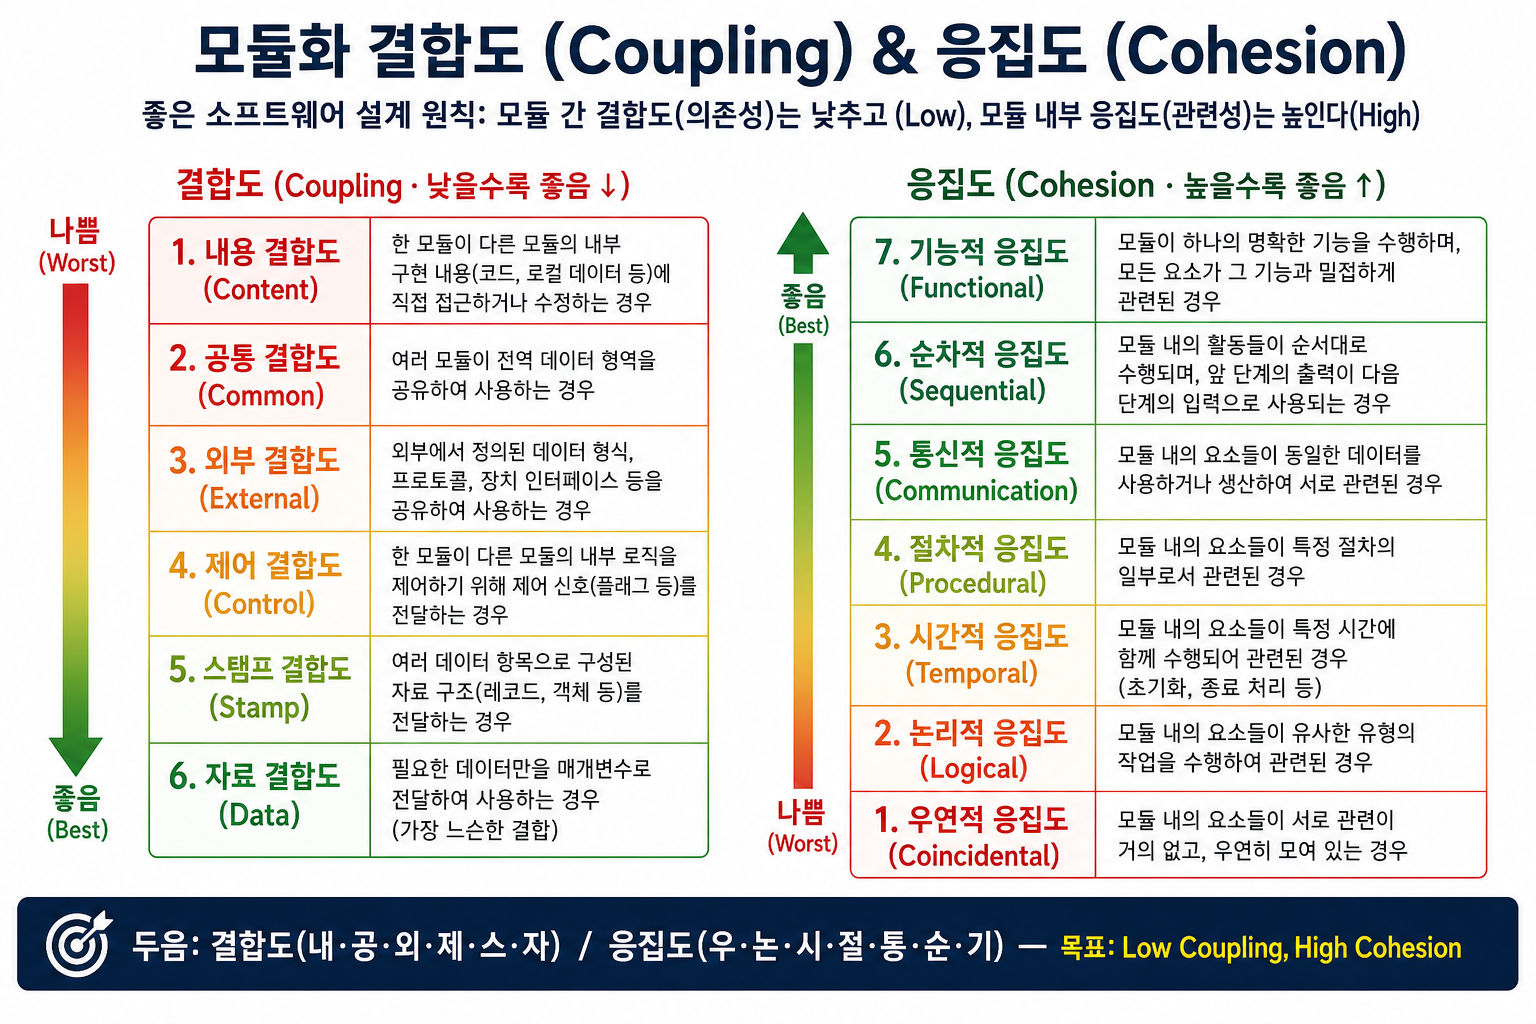 모듈화 결합도 (Coupling) & 응집도 (Cohesion)
좋은 소프트웨어 설계 원칙: 모듈 간 결합도(의존성)는 낮추고 (Low), 모듈 내부 응집도(관련성)는 높인다(High)
결합도 (Coupling · 낮을수록 좋음 ↓)
나쁨
(Worst)
1. 내용 결합도
(Content)
한 모듈이 다른 모듈의 내부
구현 내용(코드, 로컬 데이터 등)에
직접 접근하거나 수정하는 경우
2. 공통 결합도
(Common)
여러 모듈이 전역 데이터 형역을
공유하여 사용하는 경우
3. 외부 결합도
(External)
외부에서 정의된 데이터 형식,
프로토콜, 장치 인터페이스 등을
공유하여 사용하는 경우
4. 제어 결합도
(Control)
한 모듈이 다른 모듈의 내부 로직을
제어하기 위해 제어 신호(플래그 등)를
전달하는 경우
5. 스탬프 결합도
(Stamp)
여러 데이터 항목으로 구성된
자료 구조(레코드, 객체 등)를
전달하는 경우
6. 자료 결합도
(Data)
필요한 데이터만을 매개변수로
전달하여 사용하는 경우
(가장 느슨한 결합)
좋음
(Best)
응집도 (Cohesion · 높을수록 좋음 ↑)
좋음
(Best)
7. 기능적 응집도
(Functional)
모듈이 하나의 명확한 기능을 수행하며,
모든 요소가 그 기능과 밀접하게
관련된 경우
6. 순차적 응집도
(Sequential)
모듈 내의 활동들이 순서대로
수행되며, 앞 단계의 출력이 다음
단계의 입력으로 사용되는 경우
5. 통신적 응집도
(Communication)
모듈 내의 요소들이 동일한 데이터를
사용하거나 생산하여 서로 관련된 경우
4. 절차적 응집도
(Procedural)
모듈 내의 요소들이 특정 절차의
일부로서 관련된 경우
3. 시간적 응집도
(Temporal)
모듈 내의 요소들이 특정 시간에
함께 수행되어 관련된 경우
(초기화, 종료 처리 등)
2. 논리적 응집도
(Logical)
모듈 내의 요소들이 유사한 유형의
작업을 수행하여 관련된 경우
1. 우연적 응집도
(Coincidental)
모듈 내의 요소들이 서로 관련이
거의 없고, 우연히 모여 있는 경우
나쁨
(Worst)
두음: 결합도(내·공·외·제·스·자) / 응집도(우·논·시·절·통·순·기) — 목표: Low Coupling, High Cohesion